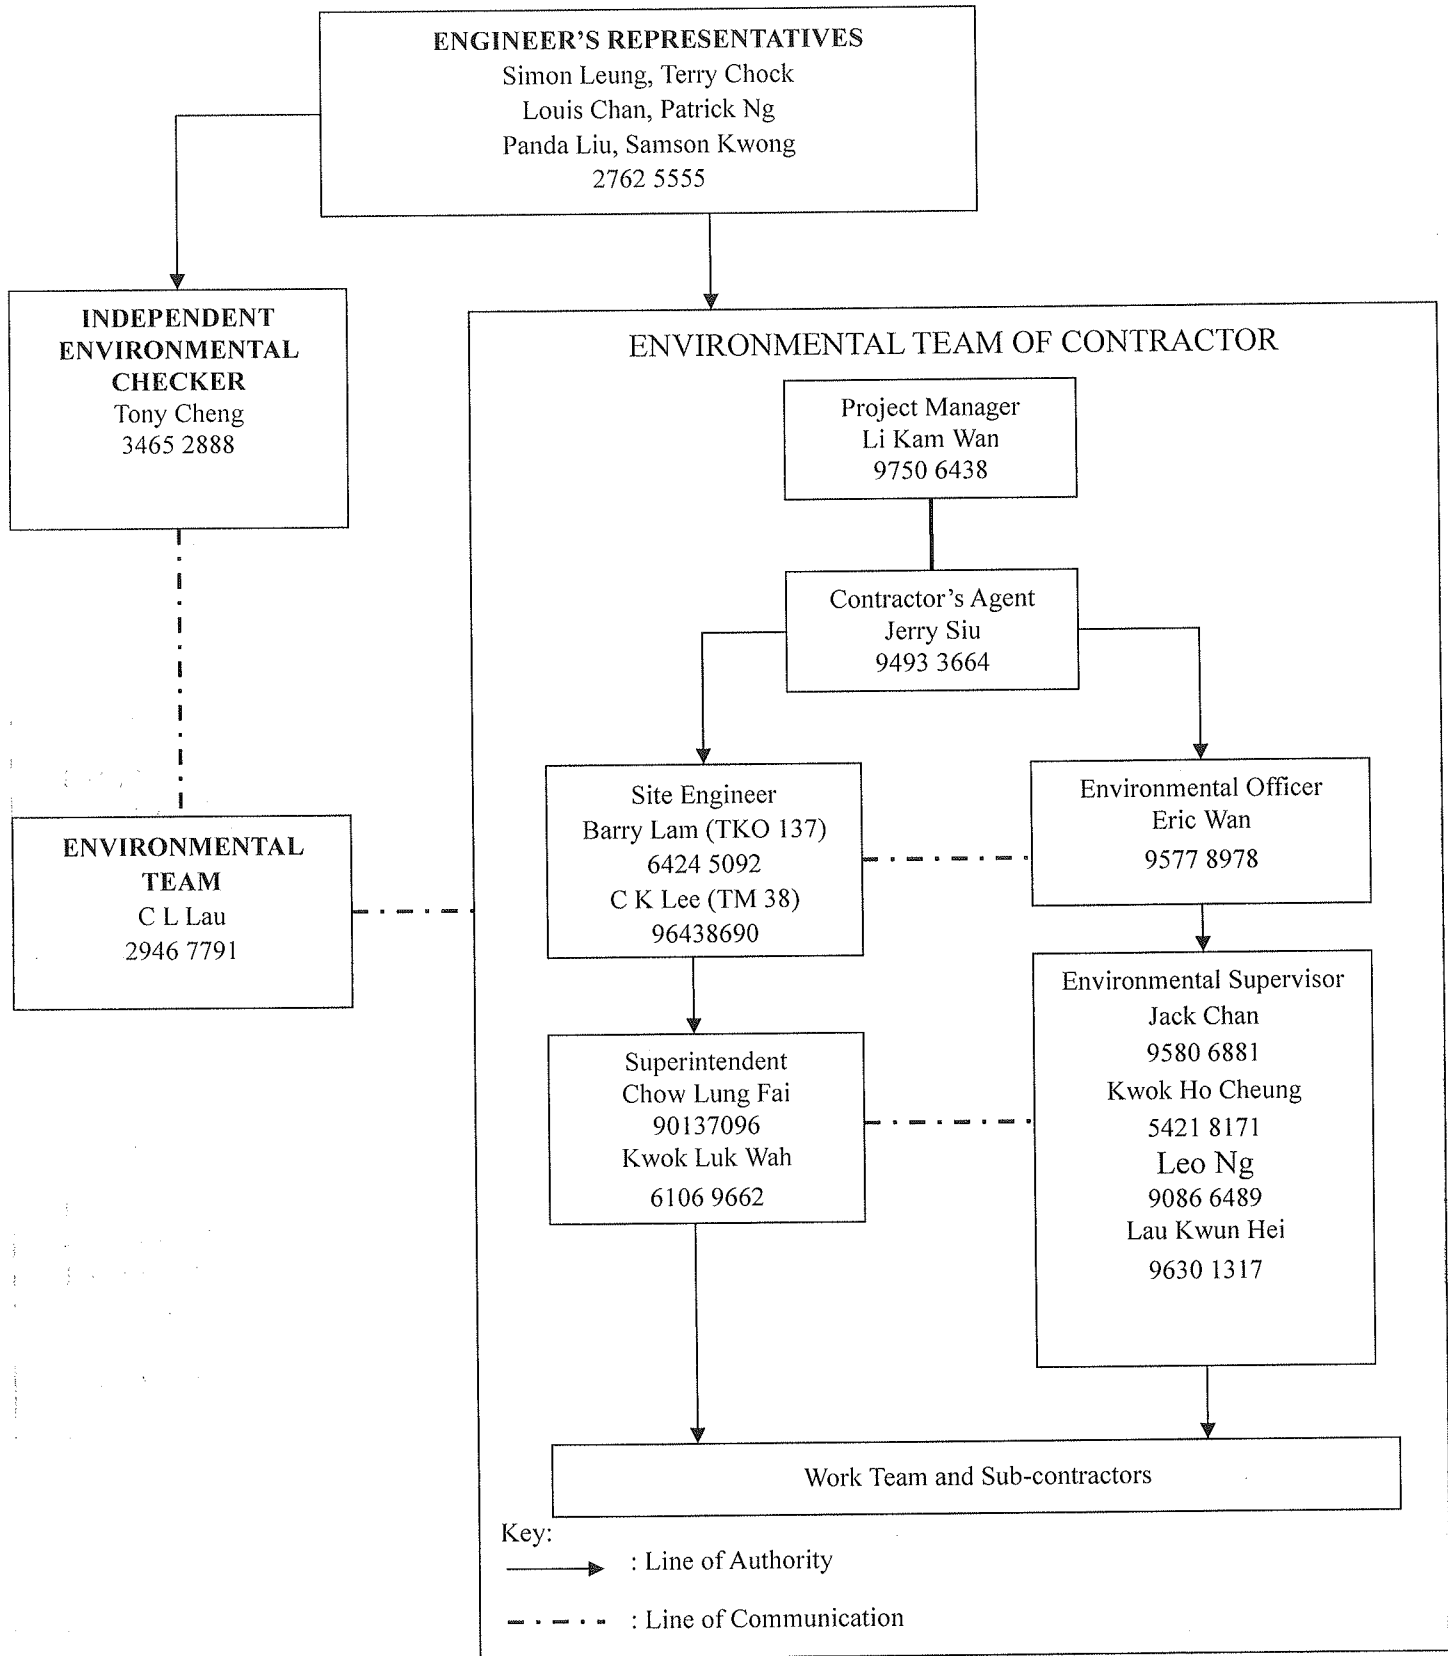 ENGINEER’S REPRESENTATIVES
Simon Leung, Terry Chock
Louis Chan, Patrick Ng
Panda Liu, Samson Kwong
2762 5555
INDEPENDENT
ENVIRONMENTAL
CHECKER
Tony Cheng
3465 2888
ENVIRONMENTAL
TEAM
C L Lau
2946 7791
ENVIRONMENTAL TEAM OF CONTRACTOR
Project Manager
Li Kam Wan
9750 6438
Contractor’s Agent
Jerry Siu
9493 3664
Site Engineer
Barry Lam (TKO 137)
6424 5092
C K Lee (TM 38)
96438690
Environmental Officer
Eric Wan
9577 8978
Superintendent
Chow Lung Fai
90137096
Kwok Luk Wah
6106 9662
Environmental Supervisor
Jack Chan
9580 6881
Kwok Ho Cheung
5421 8171
Leo Ng
9086 6489
Lau Kwun Hei
9630 1317
Work Team and Sub-contractors
Key:
: Line of Authority
: Line of Communication